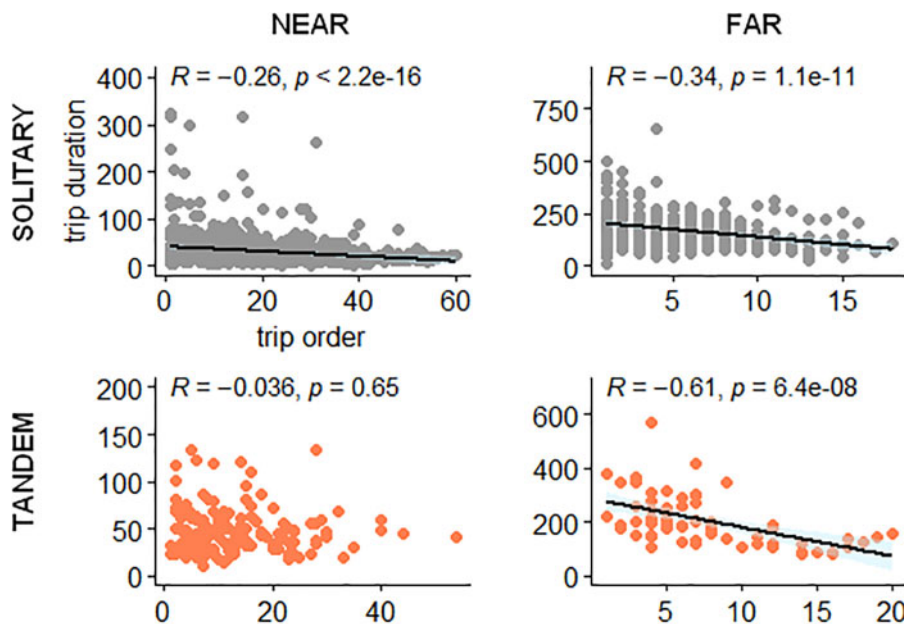 NEAR
FAR
SOLITARY
trip duration
R = −0.26, p < 2.2e-16
400
300
200
100
0
0 20 40 60
trip order
R = −0.34, p = 1.1e-11
750
500
250
0
5 10 15
TANDEM
R = −0.036, p = 0.65
200
150
100
50
0
0 20 40
R = −0.61, p = 6.4e-08
600
400
200
0
5 10 15 20